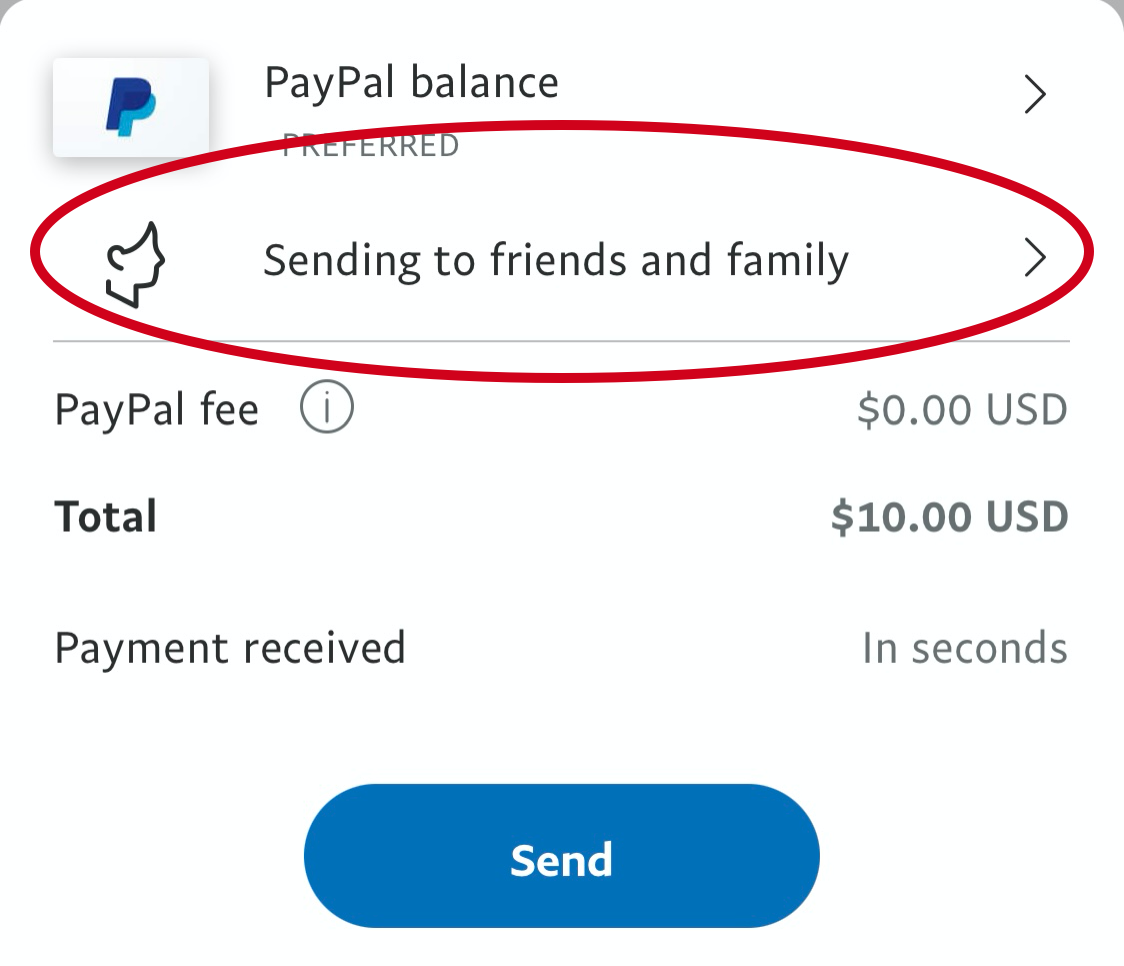 PayPal balance
PREFERRED
Sending to friends and family
PayPal fee $0.00 USD
Total $10.00 USD
Payment received In seconds
Send